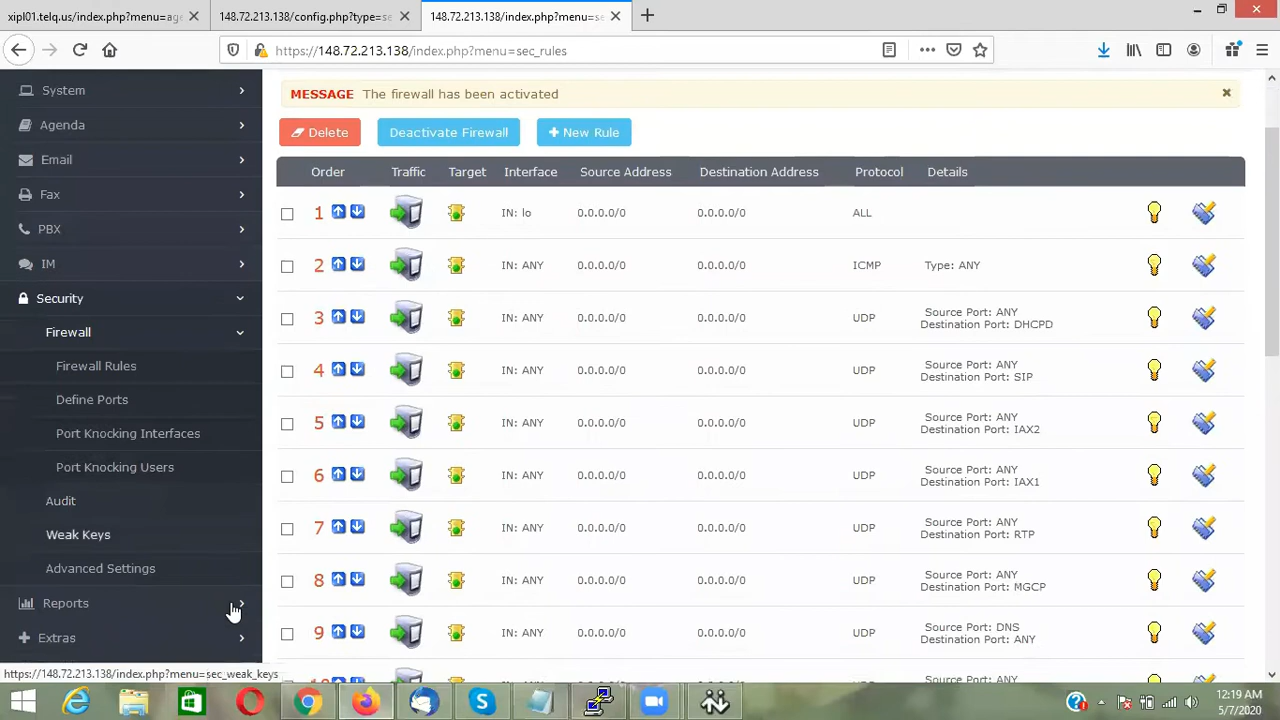 xipl01.telq.us/index.php?menu=ag
148.72.213.138/config.php?type=se
148.72.213.138/index.php?menu=se
https://148.72.213.138/index.php?menu=sec_rules
System
Agenda
Email
Fax
PBX
IM
Security
Firewall
Firewall Rules
Define Ports
Port Knocking Interfaces
Port Knocking Users
Audit
Weak Keys
Advanced Settings
Reports
Extras
https://148.72.213.138/index.php?menu=sec_weak_keys
MESSAGE The firewall has been activated
Delete
Deactivate Firewall
New Rule
Order Traffic Target Interface Source Address Destination Address Protocol Details
1 IN: lo 0.0.0.0/0 0.0.0.0/0 ALL
2 IN: ANY 0.0.0.0/0 0.0.0.0/0 ICMP Type: ANY
3 IN: ANY 0.0.0.0/0 0.0.0.0/0 UDP Source Port: ANY
Destination Port: DHCPD
4 IN: ANY 0.0.0.0/0 0.0.0.0/0 UDP Source Port: ANY
Destination Port: SIP
5 IN: ANY 0.0.0.0/0 0.0.0.0/0 UDP Source Port: ANY
Destination Port: IAX2
6 IN: ANY 0.0.0.0/0 0.0.0.0/0 UDP Source Port: ANY
Destination Port: IAX1
7 IN: ANY 0.0.0.0/0 0.0.0.0/0 UDP Source Port: ANY
Destination Port: RTP
8 IN: ANY 0.0.0.0/0 0.0.0.0/0 UDP Source Port: ANY
Destination Port: MGCP
9 IN: ANY 0.0.0.0/0 0.0.0.0/0 UDP Source Port: DNS
Destination Port: ANY
Source Port: ANY
12:19 AM
5/7/2020